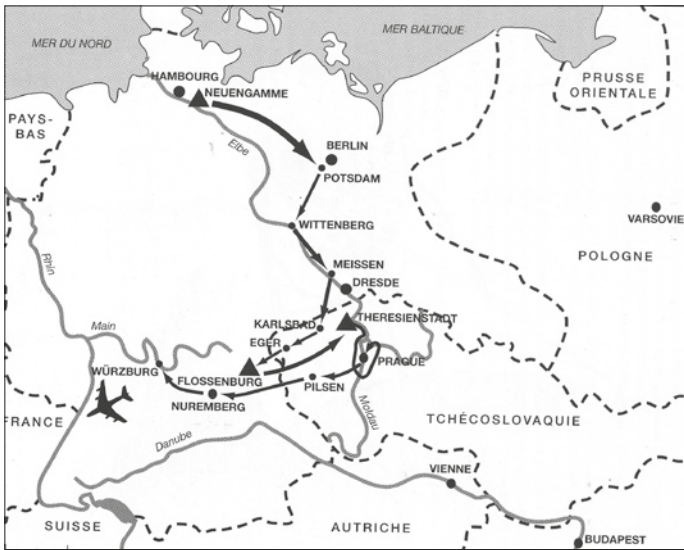 MER DU NORD
MER BALTIQUE
HAMBOURG
NEUENGAMME
PRUSSE
ORIENTALE
PAYS-
BAS
Elbe
BERLIN
POTSDAM
VARSOVIE
WITTENBERG
POLOGNE
Rhin
MEISSEN
DRESDE
THERESIENSTADT
Main
KARLSBAD
EGER
PRAGUE
WÜRZBURG
FLOSSENBURG
PILSEN
NUREMBERG
Moldau
FRANCE
TCHÉCOSLOVAQUIE
Danube
VIENNE
SUISSE
AUTRICHE
BUDAPEST